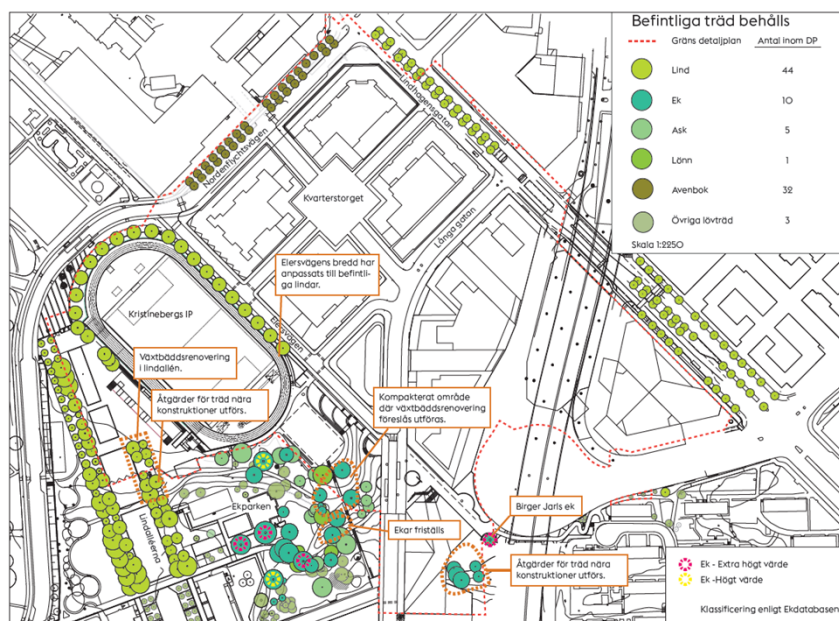 Befintliga träd behålls
Gräns detaljplan
Antal inom DP
Lind
44
Ek
10
Ask
5
Lönn
1
Avenbok
32
Övriga lövträd
3
Skala 1:2250
Nordenflychtsvägen
Lindhagensgatan
Kvarterstorget
Långa gatan
Elersvägens bredd har
anpassats till befintli-
ga lindar.
Elersvägen
Kristinebergs IP
Växtbäddsrenovering
i lindallén.
Åtgärder för träd nära
konstruktioner utförs.
Kompakterat område
där växtbäddsrenovering
föreslås utföras.
Ekparken
Lindalléerna
Ekar friställs
Birger Jarls ek
Åtgärder för träd nära
konstruktioner utförs.
Ek - Extra högt värde
Ek -Högt värde
Klassificering enligt Ekdatabasen